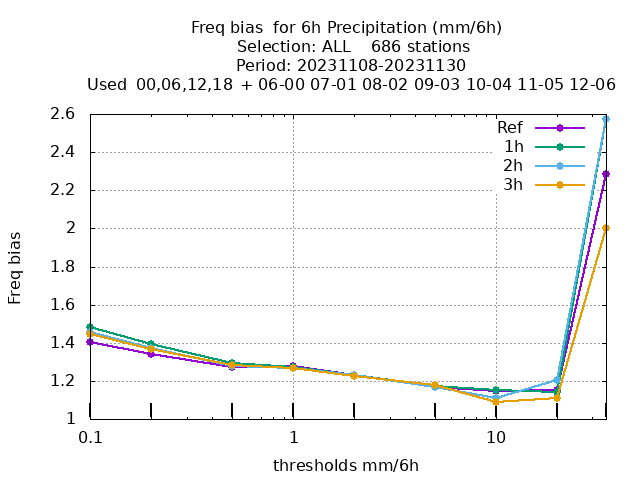 Freq bias  for 6h Precipitation (mm/6h)
Selection: ALL    686 stations
Period: 20231108-20231130
Used  00,06,12,18  + 06-00 07-01 08-02 09-03 10-04 11-05 12-06
2.6
2.4
2.2
2
1.8
1.6
1.4
1.2
1
Freq bias
Ref
1h
2h
3h
0.1 1 10
thresholds mm/6h